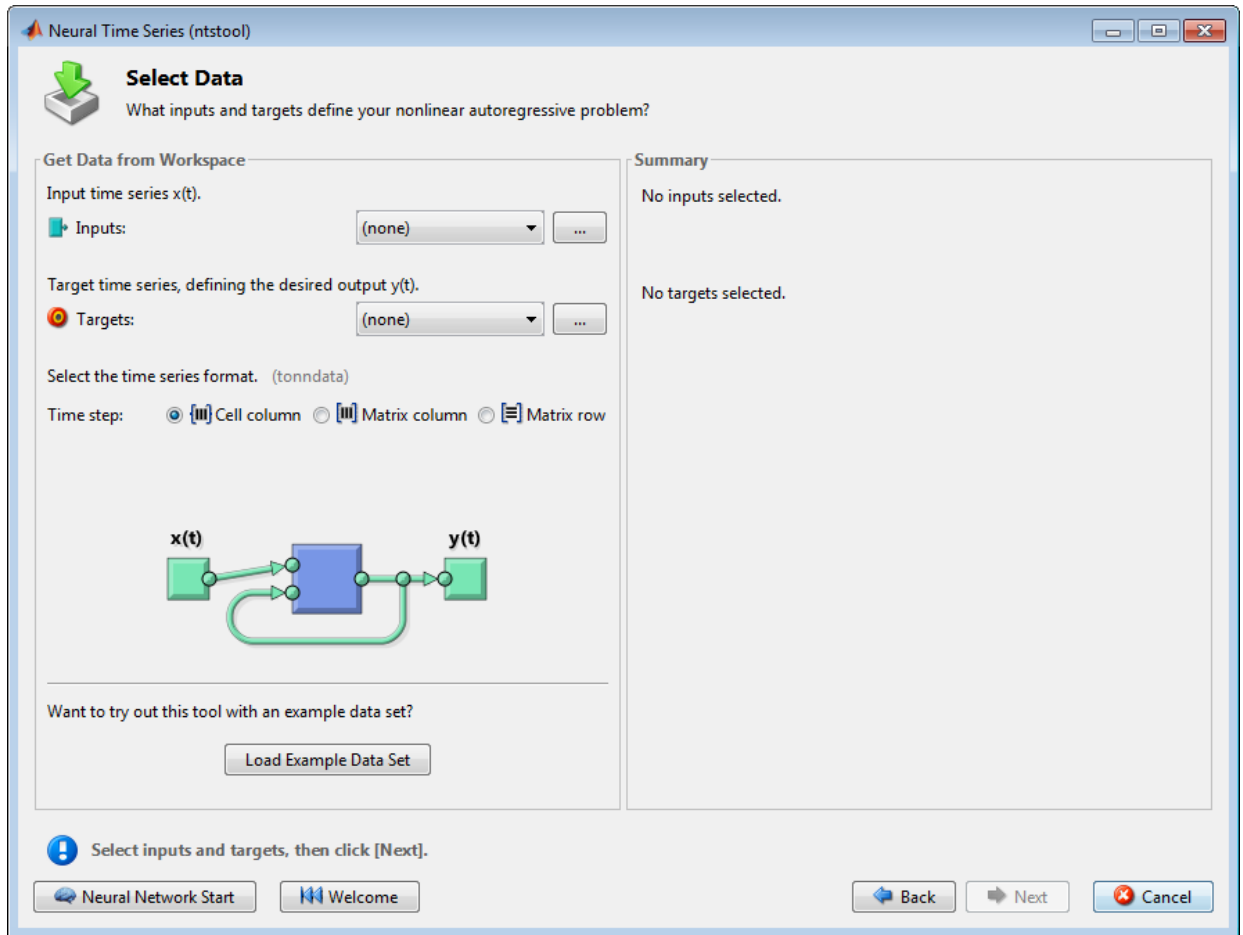 Neural Time Series (ntstool)
Select Data
What inputs and targets define your nonlinear autoregressive problem?
Get Data from Workspace
Input time series x(t).
Inputs: (none) ...
Target time series, defining the desired output y(t).
Targets: (none) ...
Select the time series format. (tonndata)
Time step: Cell column Matrix column Matrix row
x(t) y(t)
Want to try out this tool with an example data set?
Load Example Data Set
Summary
No inputs selected.
No targets selected.
Select inputs and targets, then click [Next].
Neural Network Start Welcome Back Next Cancel